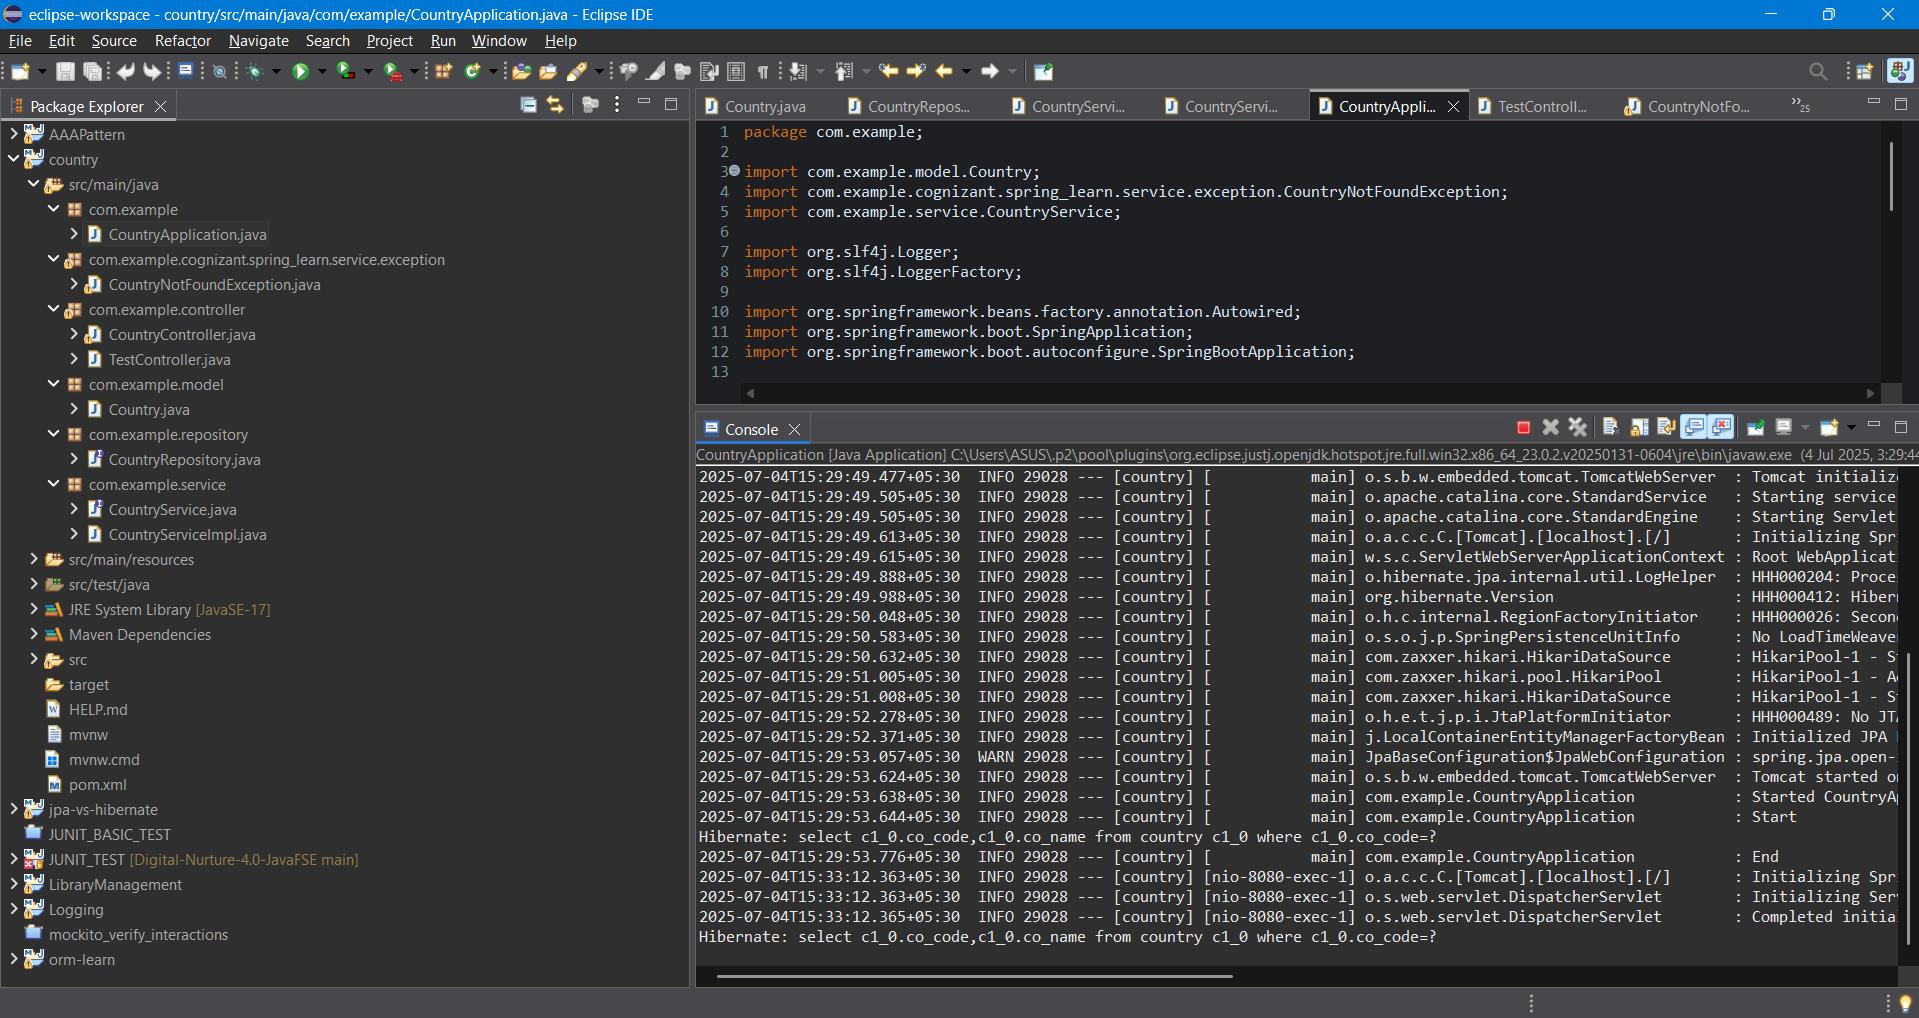 eclipse-workspace - country/src/main/java/com/example/CountryApplication.java - Eclipse IDE
File Edit Source Refactor Navigate Search Project Run Window Help
Package Explorer
AAAPattern
country
src/main/java
com.example
CountryApplication.java
com.example.cognizant.spring_learn.service.exception
CountryNotFoundException.java
com.example.controller
CountryController.java
TestController.java
com.example.model
Country.java
com.example.repository
CountryRepository.java
com.example.service
CountryService.java
CountryServiceImpl.java
src/main/resources
src/test/java
JRE System Library [JavaSE-17]
Maven Dependencies
src
target
HELP.md
mvnw
mvnw.cmd
pom.xml
jpa-vs-hibernate
JUNIT_BASIC_TEST
JUNIT_TEST [Digital-Nurture-4.0-JavaFSE main]
LibraryManagement
Logging
mockito_verify_interactions
orm-learn
Country.java CountryRepos... CountryServi... CountryServi... CountryAppli... TestControll... CountryNotFo... »25
1 package com.example;
2
3 import com.example.model.Country;
4 import com.example.cognizant.spring_learn.service.exception.CountryNotFoundException;
5 import com.example.service.CountryService;
6
7 import org.slf4j.Logger;
8 import org.slf4j.LoggerFactory;
9
10 import org.springframework.beans.factory.annotation.Autowired;
11 import org.springframework.boot.SpringApplication;
12 import org.springframework.boot.autoconfigure.SpringBootApplication;
13
Console
CountryApplication [Java Application] C:\Users\ASUS\.p2\pool\plugins\org.eclipse.justj.openjdk.hotspot.jre.full.win32.x86_64_23.0.2.v20250131-0604\jre\bin\javaw.exe (4 Jul 2025, 3:29:44
2025-07-04T15:29:49.477+05:30 INFO 29028 --- [country] [ main] o.s.b.w.embedded.tomcat.TomcatWebServer : Tomcat initializ
2025-07-04T15:29:49.505+05:30 INFO 29028 --- [country] [ main] o.apache.catalina.core.StandardService : Starting service
2025-07-04T15:29:49.505+05:30 INFO 29028 --- [country] [ main] o.apache.catalina.core.StandardEngine : Starting Servlet
2025-07-04T15:29:49.613+05:30 INFO 29028 --- [country] [ main] o.a.c.c.C.[Tomcat].[localhost].[/] : Initializing Spr
2025-07-04T15:29:49.615+05:30 INFO 29028 --- [country] [ main] w.s.c.ServletWebServerApplicationContext : Root WebApplicat
2025-07-04T15:29:49.888+05:30 INFO 29028 --- [country] [ main] o.hibernate.jpa.internal.util.LogHelper : HHH000204: Proce
2025-07-04T15:29:49.988+05:30 INFO 29028 --- [country] [ main] org.hibernate.Version : HHH000412: Hiber
2025-07-04T15:29:50.048+05:30 INFO 29028 --- [country] [ main] o.h.c.internal.RegionFactoryInitiator : HHH000026: Secon
2025-07-04T15:29:50.583+05:30 INFO 29028 --- [country] [ main] o.s.o.j.p.SpringPersistenceUnitInfo : No LoadTimeWeave
2025-07-04T15:29:50.632+05:30 INFO 29028 --- [country] [ main] com.zaxxer.hikari.HikariDataSource : HikariPool-1 - S
2025-07-04T15:29:51.005+05:30 INFO 29028 --- [country] [ main] com.zaxxer.hikari.pool.HikariPool : HikariPool-1 - A
2025-07-04T15:29:51.008+05:30 INFO 29028 --- [country] [ main] com.zaxxer.hikari.HikariDataSource : HikariPool-1 - S
2025-07-04T15:29:52.278+05:30 INFO 29028 --- [country] [ main] o.h.e.t.j.p.i.JtaPlatformInitiator : HHH000489: No JT
2025-07-04T15:29:52.371+05:30 INFO 29028 --- [country] [ main] j.LocalContainerEntityManagerFactoryBean : Initialized JPA
2025-07-04T15:29:53.057+05:30 WARN 29028 --- [country] [ main] JpaBaseConfiguration$JpaWebConfiguration : spring.jpa.open-
2025-07-04T15:29:53.624+05:30 INFO 29028 --- [country] [ main] o.s.b.w.embedded.tomcat.TomcatWebServer : Tomcat started o
2025-07-04T15:29:53.638+05:30 INFO 29028 --- [country] [ main] com.example.CountryApplication : Started CountryA
2025-07-04T15:29:53.644+05:30 INFO 29028 --- [country] [ main] com.example.CountryApplication : Start
Hibernate: select c1_0.co_code,c1_0.co_name from country c1_0 where c1_0.co_code=?
2025-07-04T15:29:53.776+05:30 INFO 29028 --- [country] [ main] com.example.CountryApplication : End
2025-07-04T15:33:12.363+05:30 INFO 29028 --- [country] [nio-8080-exec-1] o.a.c.c.C.[Tomcat].[localhost].[/] : Initializing Spr
2025-07-04T15:33:12.363+05:30 INFO 29028 --- [country] [nio-8080-exec-1] o.s.web.servlet.DispatcherServlet : Initializing Ser
2025-07-04T15:33:12.365+05:30 INFO 29028 --- [country] [nio-8080-exec-1] o.s.web.servlet.DispatcherServlet : Completed initia
Hibernate: select c1_0.co_code,c1_0.co_name from country c1_0 where c1_0.co_code=?